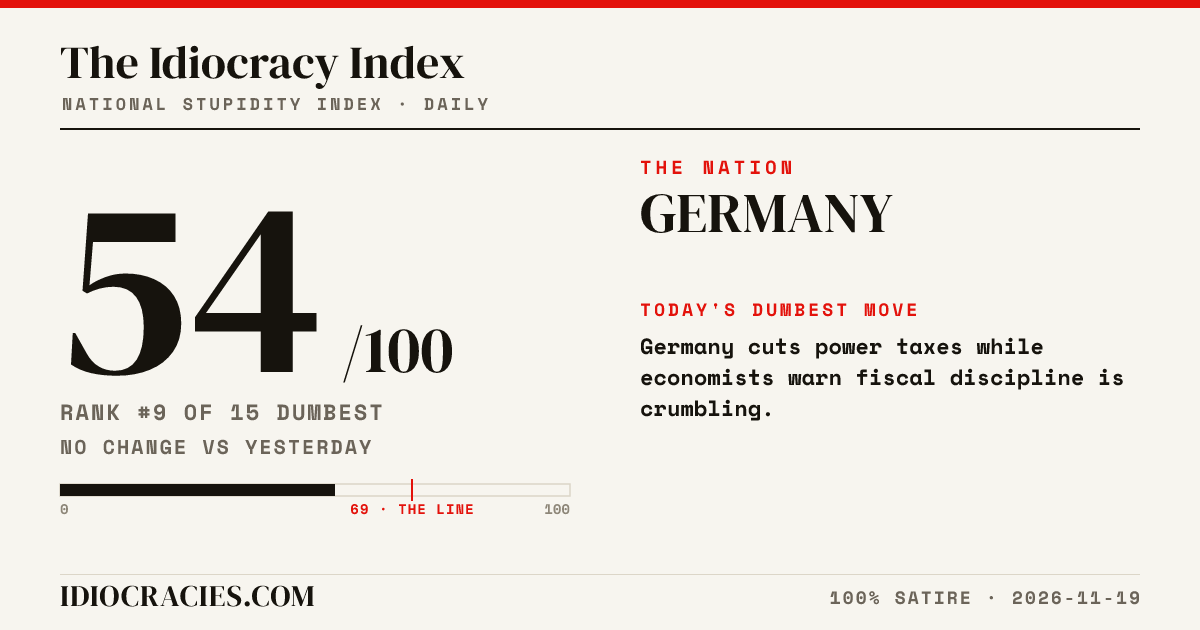 The Idiocracy Index
NATIONAL STUPIDITY INDEX · DAILY
54 /100
RANK #9 OF 15 DUMBEST
NO CHANGE VS YESTERDAY
0
69 · THE LINE
100
THE NATION
GERMANY
TODAY'S DUMBEST MOVE
Germany cuts power taxes while
economists warn fiscal discipline is
crumbling.
IDIOCRACIES.COM
100% SATIRE · 2026-11-19